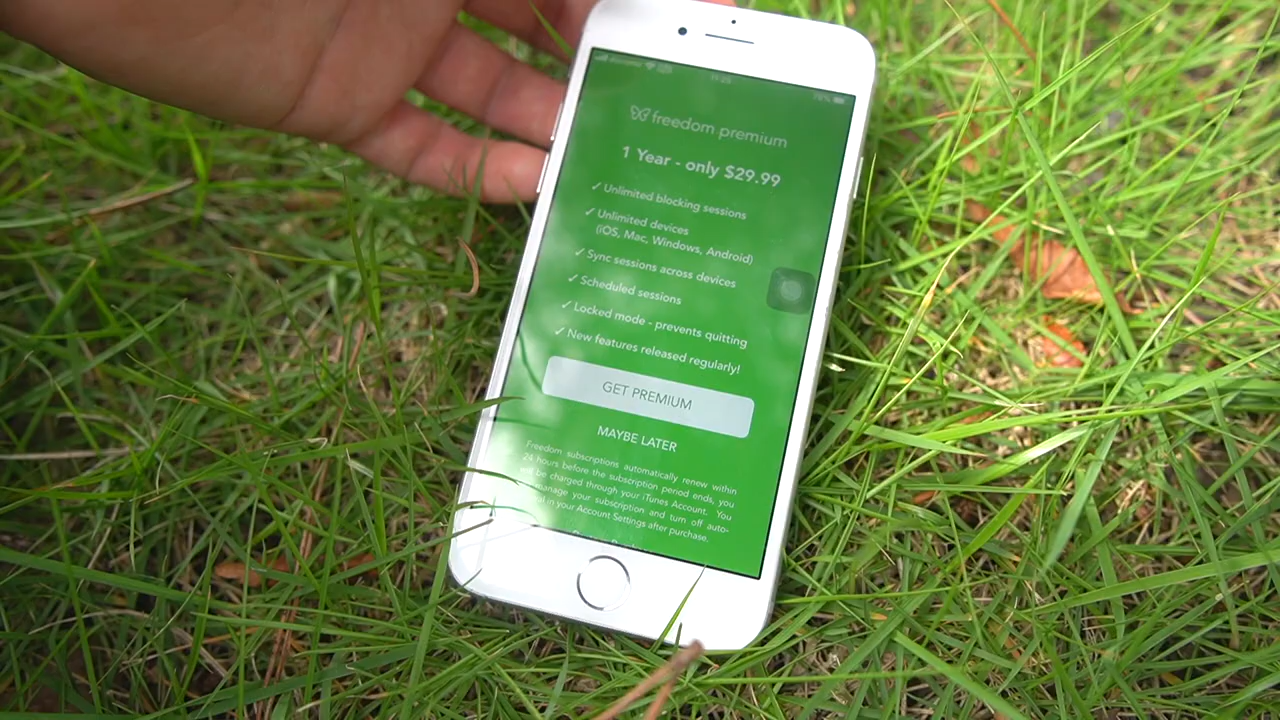 freedom premium
1 Year - only $29.99
✓ Unlimited blocking sessions
✓ Unlimited devices
(iOS, Mac, Windows, Android)
✓ Sync sessions across devices
✓ Scheduled sessions
✓ Locked mode - prevents quitting
✓ New features released regularly!
GET PREMIUM
MAYBE LATER
Freedom subscriptions automatically renew within
24 hours before the subscription period ends, you
will be charged through your iTunes Account. You
manage your subscription and turn off auto-
in your Account Settings after purchase.